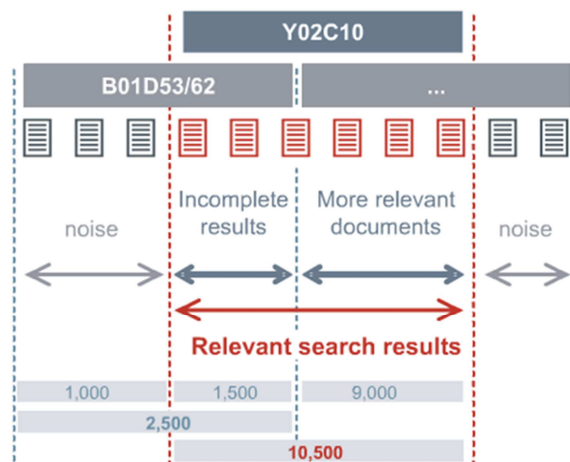 Y02C10
B01D53/62
...
noise
Incomplete
results
More relevant
documents
noise
Relevant search results
1,000
1,500
9,000
2,500
10,500